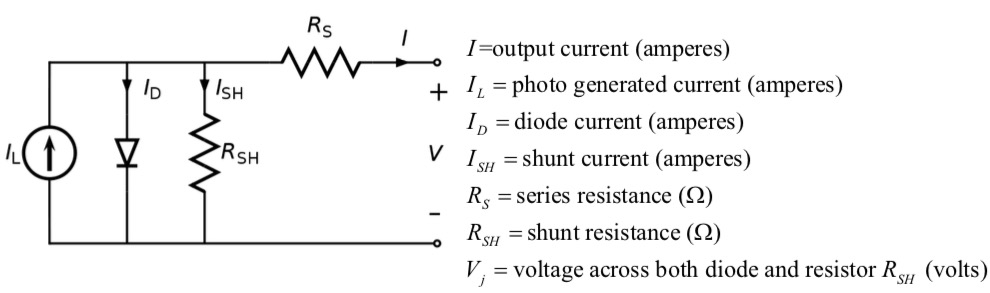 R_S
I
I_D
I_SH
+
I_L
R_SH
V
−
I=output current (amperes)
I_L = photo generated current (amperes)
I_D = diode current (amperes)
I_SH = shunt current (amperes)
R_S = series resistance (Ω)
R_SH = shunt resistance (Ω)
V_j = voltage across both diode and resistor R_SH (volts)